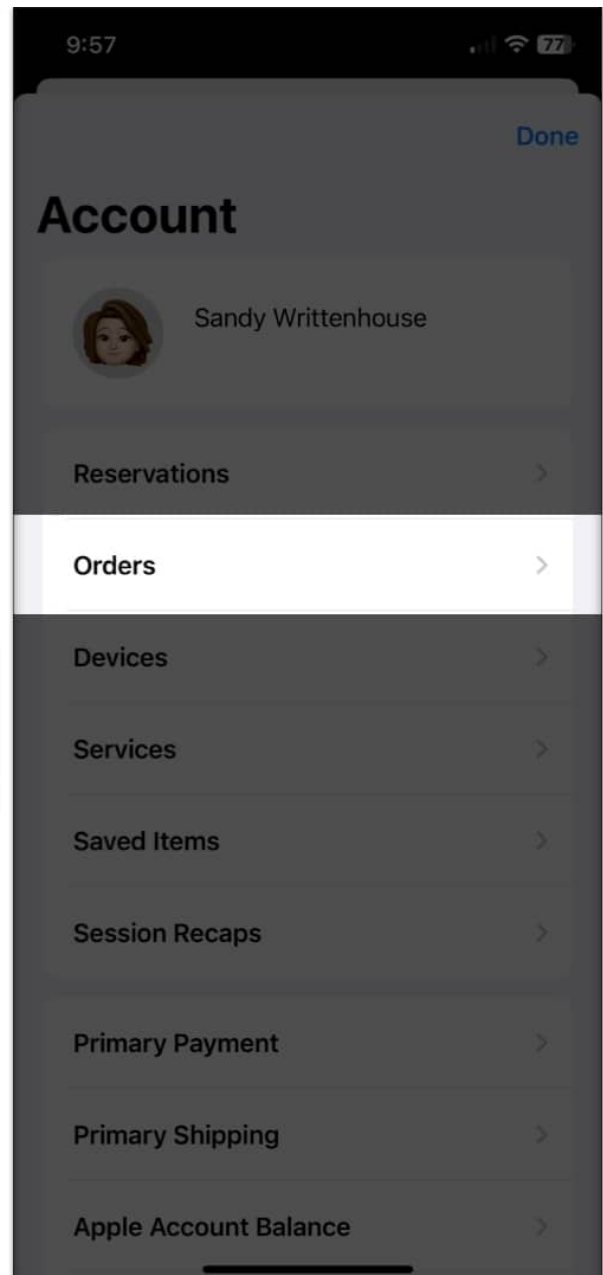 9:57
77
Done
Account
Sandy Writtenhouse
Reservations
Orders
Devices
Services
Saved Items
Session Recaps
Primary Payment
Primary Shipping
Apple Account Balance